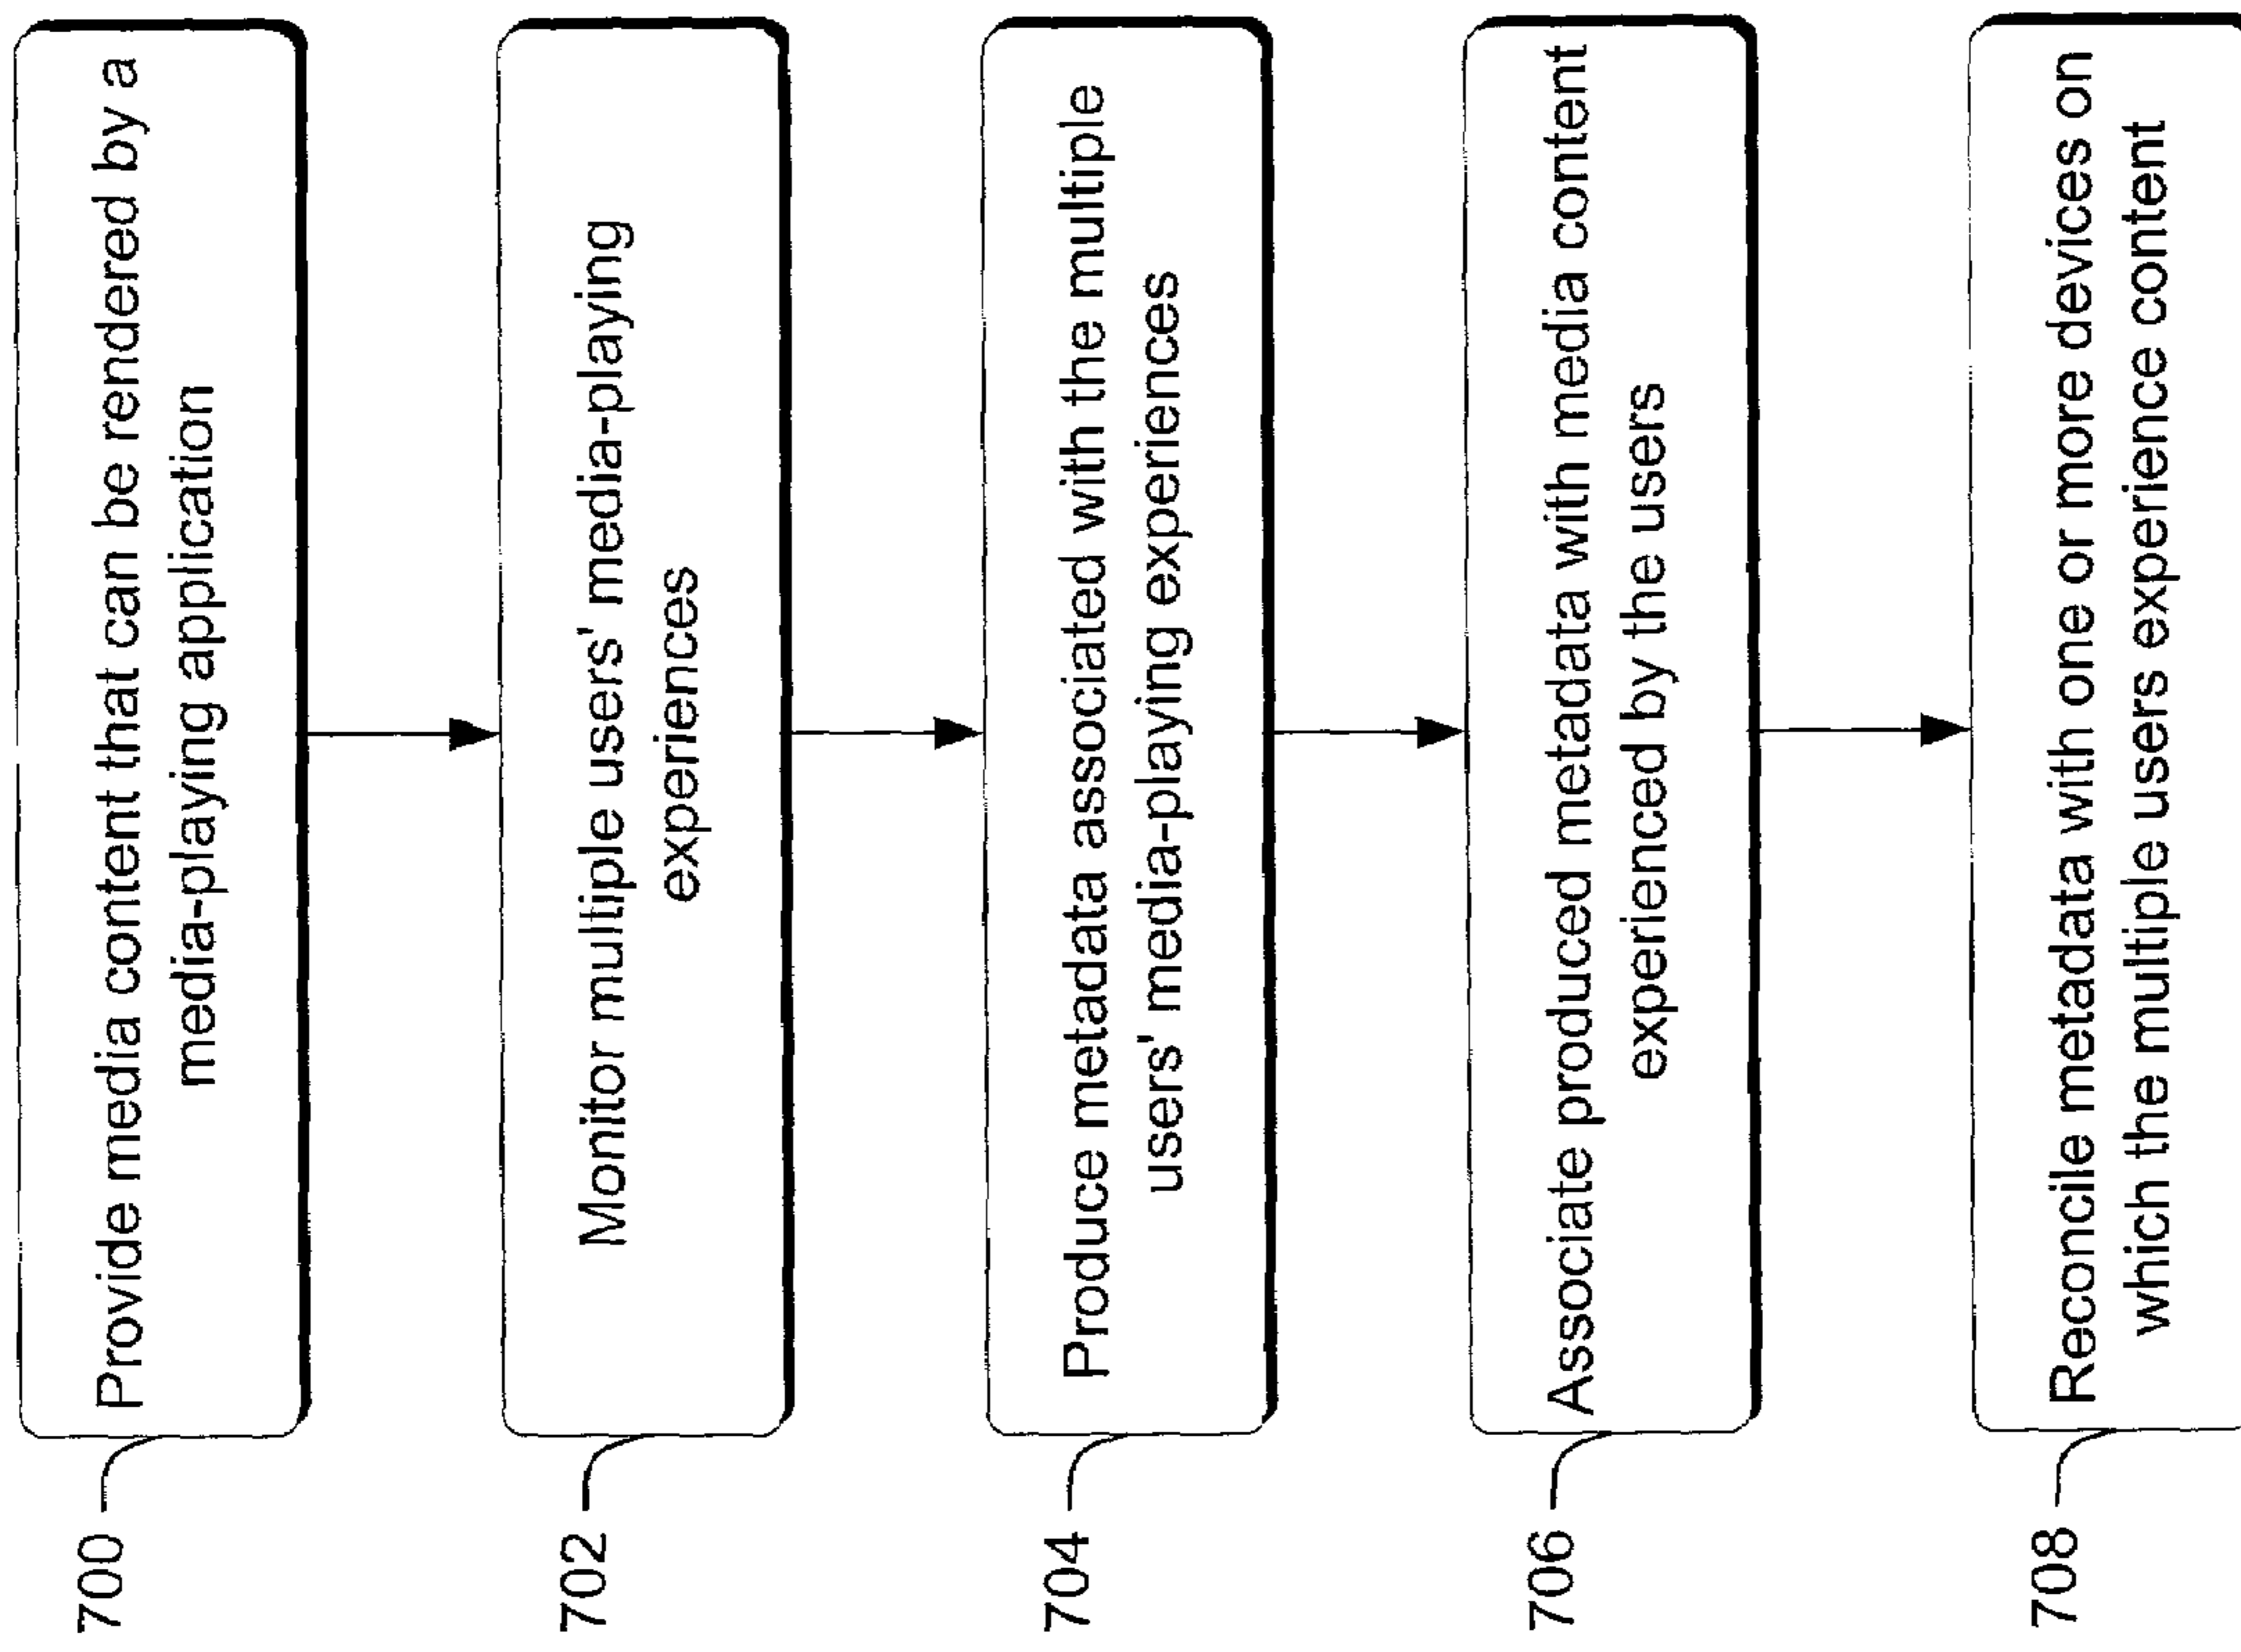 700
Provide media content that can be rendered by a
media-playing application
702
Monitor multiple users' media-playing
experiences
704
Produce metadata associated with the multiple
users' media-playing experiences
706
Associate produced metadata with media content
experienced by the users
708
Reconcile metadata with one or more devices on
which the multiple users experience content